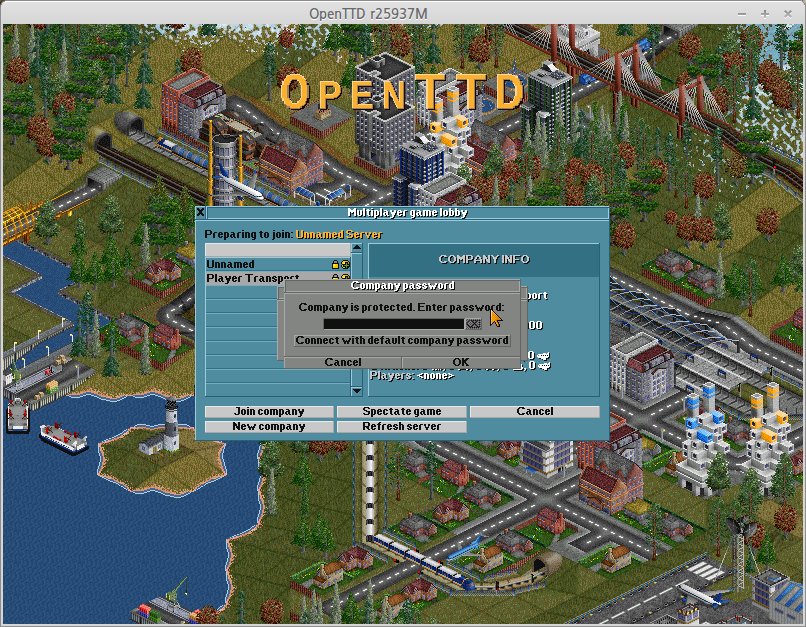 OpenTTD r25937M
OPENTTD
Multiplayer game lobby
Preparing to join: Unnamed Server
COMPANY INFO
Unnamed
Player Transport
Company password
Company is protected. Enter password:
Connect with default company password
Cancel
OK
Players: <none>
Join company
Spectate game
Cancel
New company
Refresh server